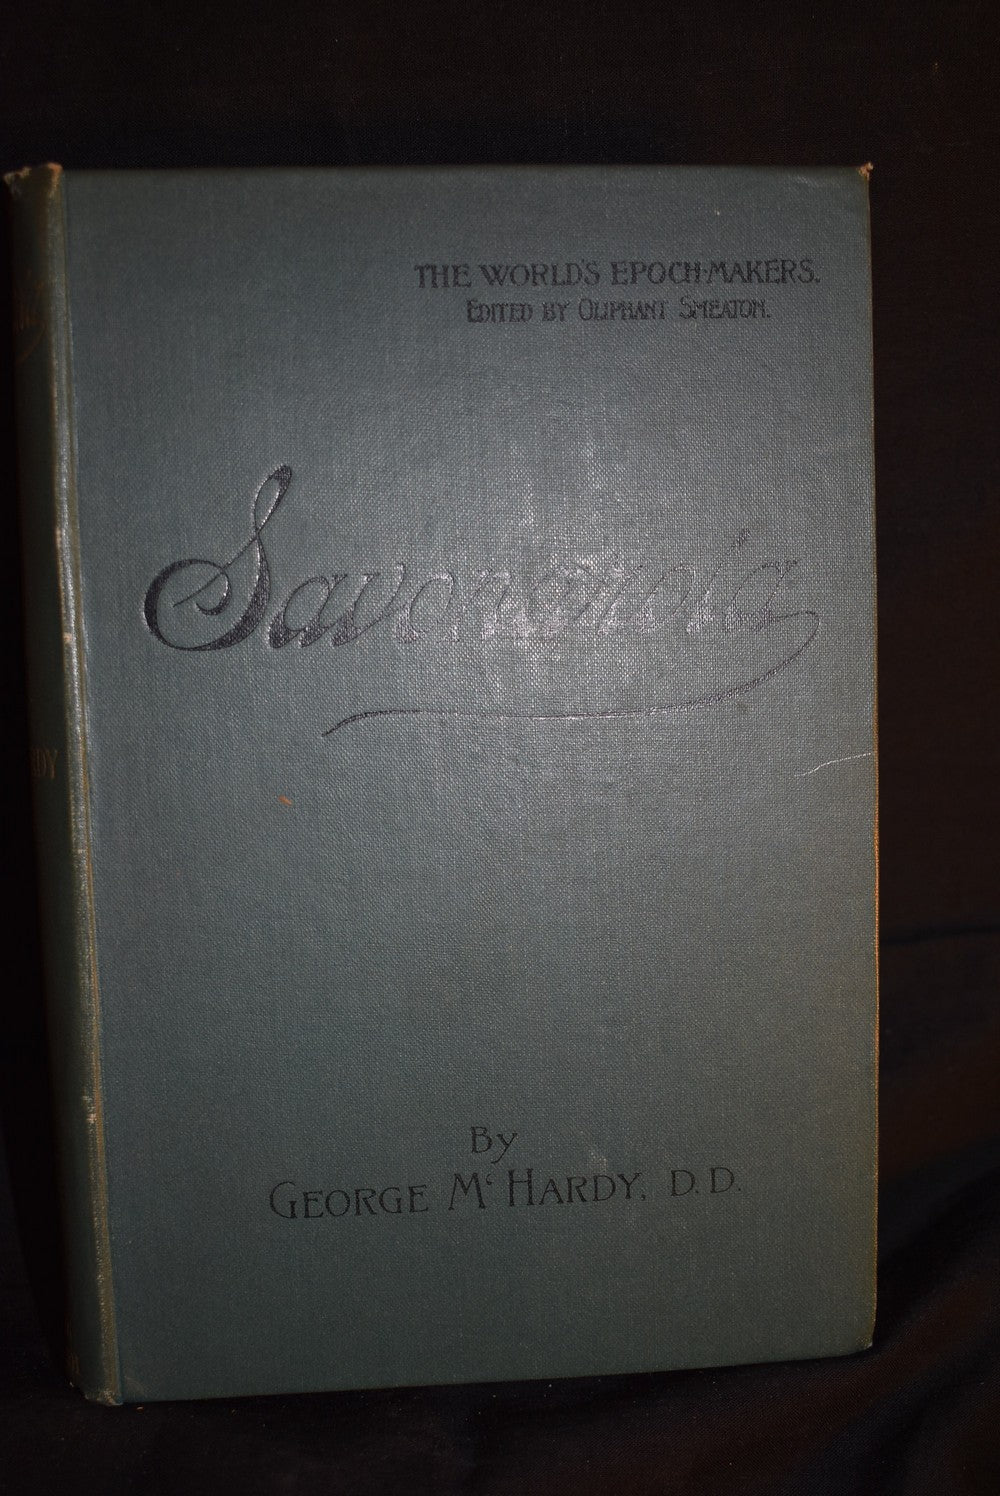 THE WORLD'S EPOCH-MAKERS.
EDITED BY OLIPHANT SMEATON.
Savonarola
By
GEORGE M'HARDY, D.D.